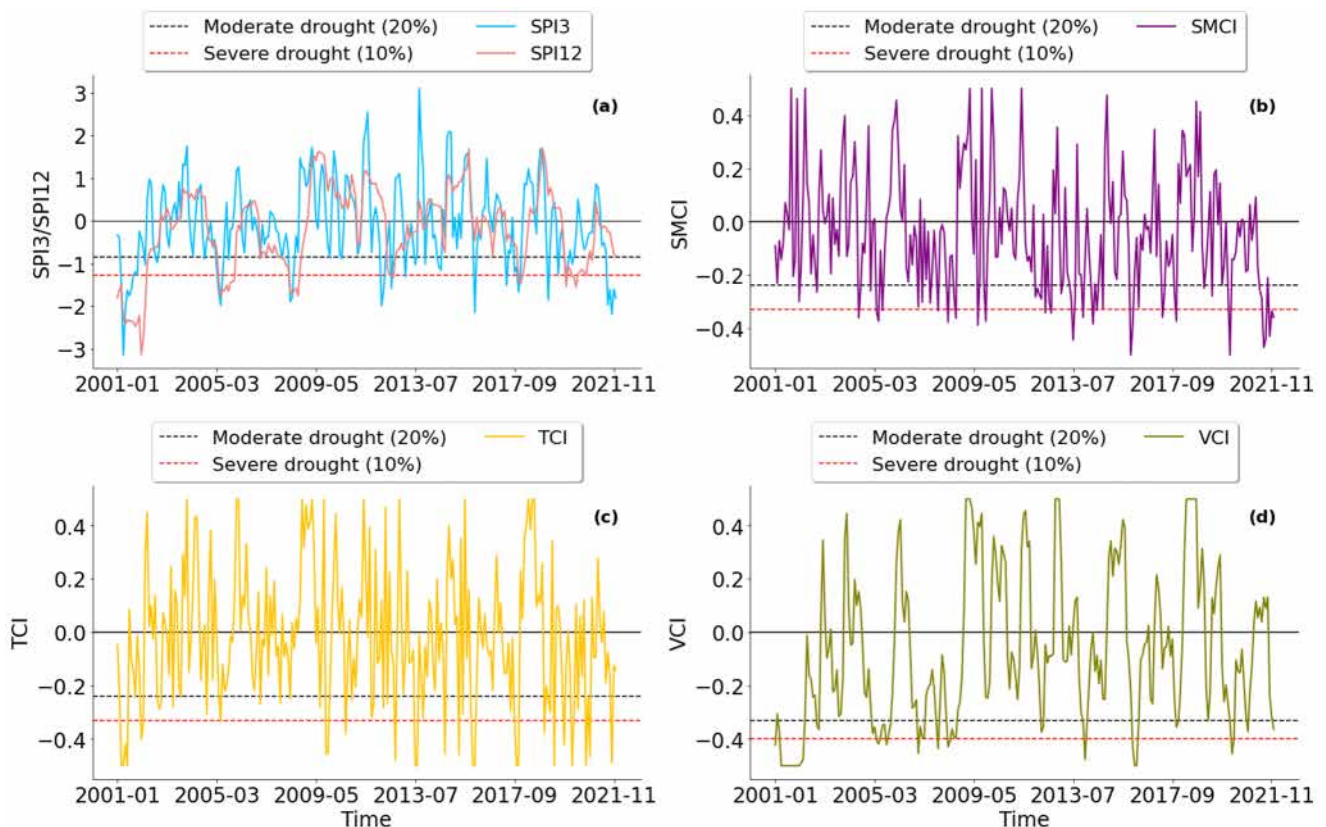 Moderate drought (20%) SPI3
Severe drought (10%) SPI12
(a)
SPI3/SPI12
3
2
1
0
−1
−2
−3
2001-01 2005-03 2009-05 2013-07 2017-09 2021-11
Moderate drought (20%) SMCI
Severe drought (10%)
(b)
SMCI
0.4
0.2
0.0
−0.2
−0.4
2001-01 2005-03 2009-05 2013-07 2017-09 2021-11
Moderate drought (20%) TCI
Severe drought (10%)
(c)
TCI
0.4
0.2
0.0
−0.2
−0.4
2001-01 2005-03 2009-05 2013-07 2017-09 2021-11
Time
Moderate drought (20%) VCI
Severe drought (10%)
(d)
VCI
0.4
0.2
0.0
−0.2
−0.4
2001-01 2005-03 2009-05 2013-07 2017-09 2021-11
Time